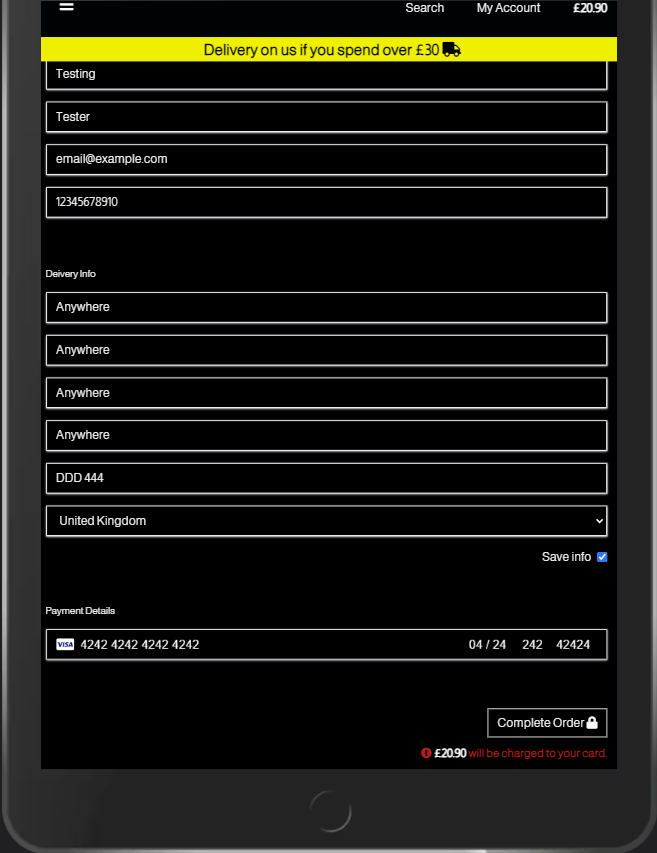 Search My Account £20.90
Delivery on us if you spend over £30
Testing
Tester
email@example.com
12345678910
Deivery Info
Anywhere
Anywhere
Anywhere
Anywhere
DDD 444
United Kingdom
Save info
Payment Details
VISA 4242 4242 4242 4242 04 / 24 242 42424
Complete Order
£20.90 will be charged to your card.